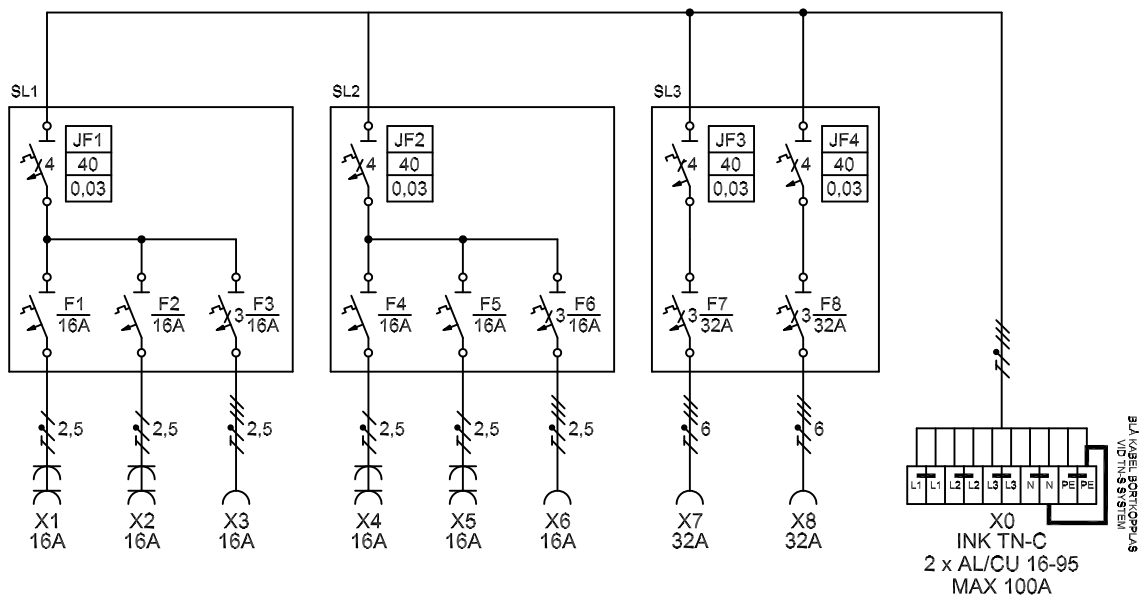 SL1
SL2
SL3
JF1
40
0,03
4
JF2
40
0,03
4
JF3
40
0,03
4
JF4
40
0,03
4
F1
16A
F2
16A
3 F3
16A
F4
16A
F5
16A
3 F6
16A
3 F7
32A
3 F8
32A
2,5
2,5
2,5
2,5
2,5
2,5
6
6
X1
16A
X2
16A
X3
16A
X4
16A
X5
16A
X6
16A
X7
32A
X8
32A
L1 L1 L2 L2 L3 L3 N N PE PE
X0
INK TN-C
2 x AL/CU 16-95
MAX 100A
BLÅ KABEL BORTKOPPLAS
VID TN-S SYSTEM